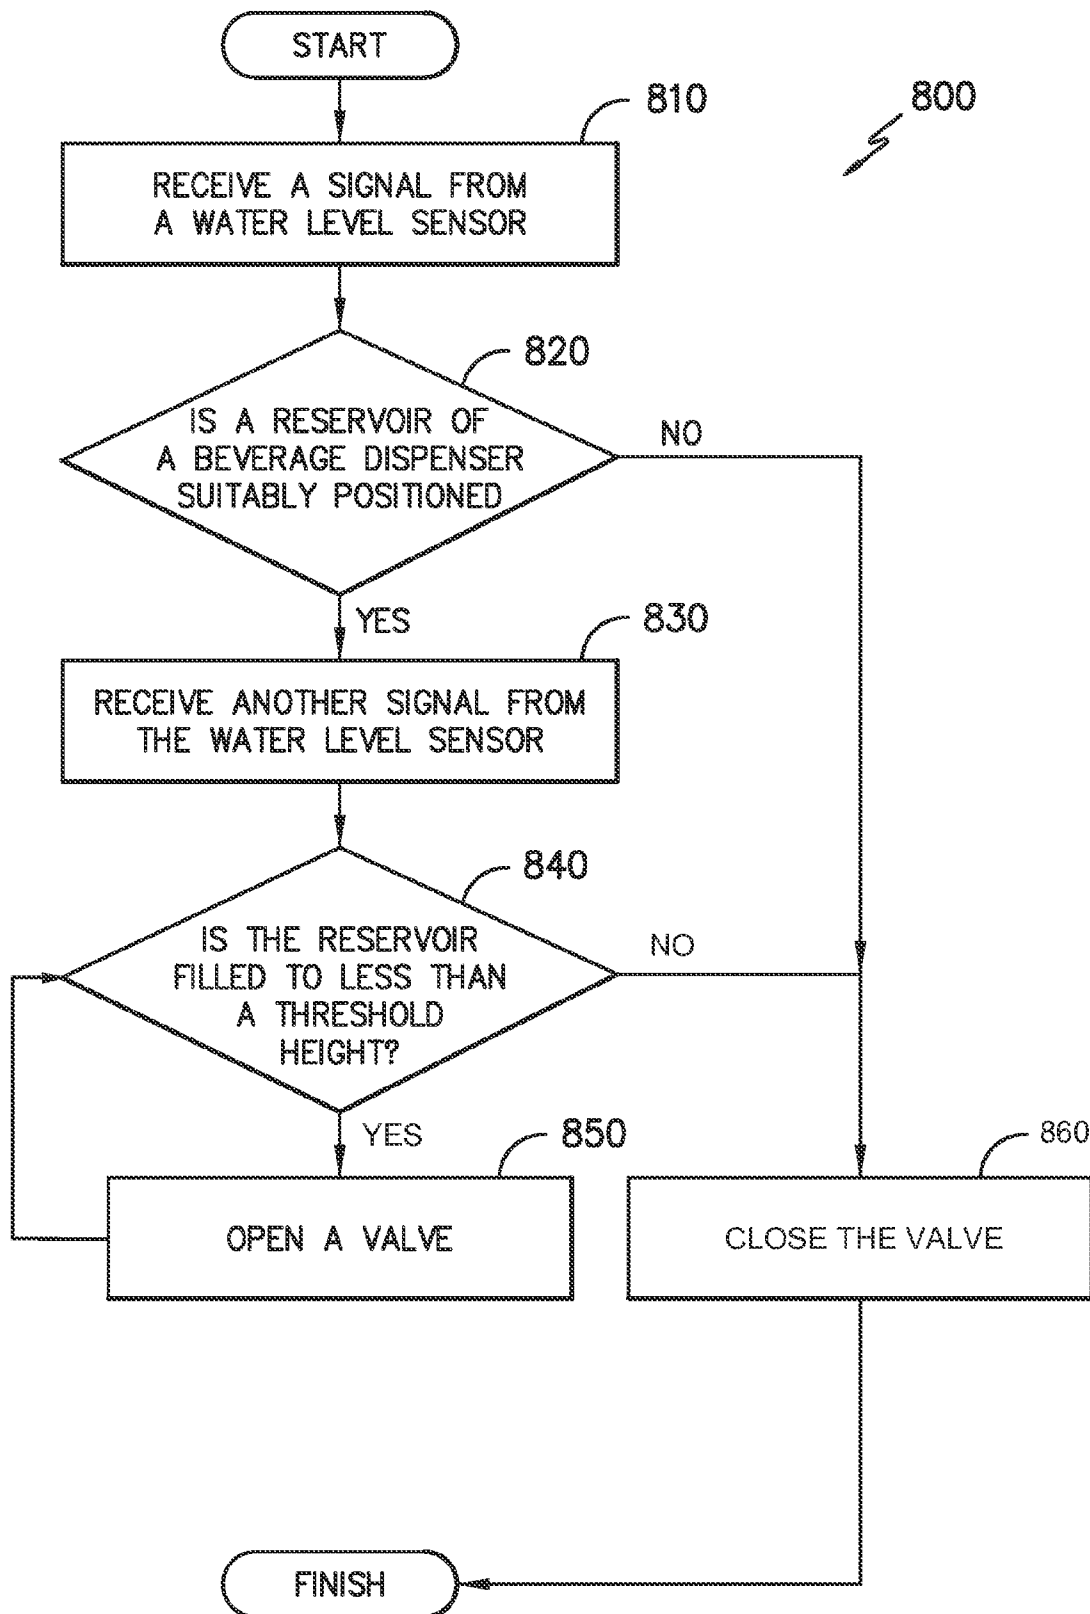 START
810
800
RECEIVE A SIGNAL FROM
A WATER LEVEL SENSOR
820
IS A RESERVOIR OF
A BEVERAGE DISPENSER
SUITABLY POSITIONED
NO
YES
830
RECEIVE ANOTHER SIGNAL FROM
THE WATER LEVEL SENSOR
840
IS THE RESERVOIR
FILLED TO LESS THAN
A THRESHOLD
HEIGHT?
NO
YES
850
860
OPEN A VALVE
CLOSE THE VALVE
FINISH